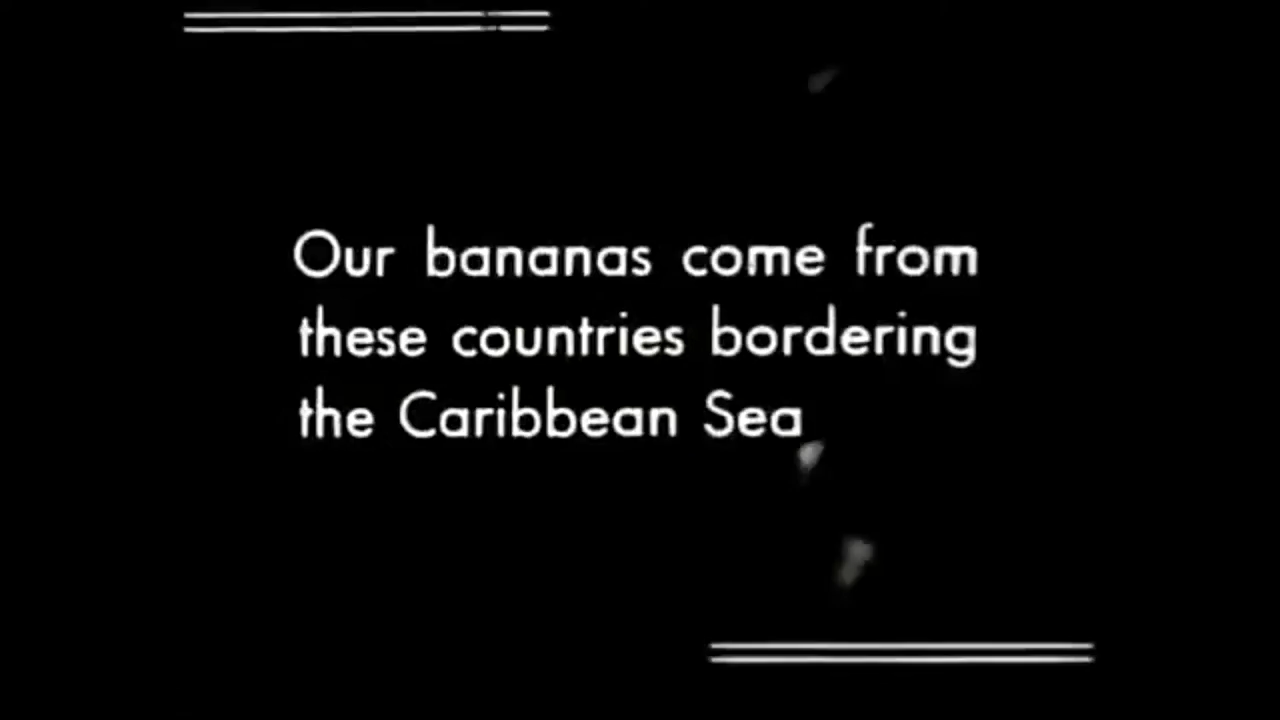 Our bananas come from
these countries bordering
the Caribbean Sea